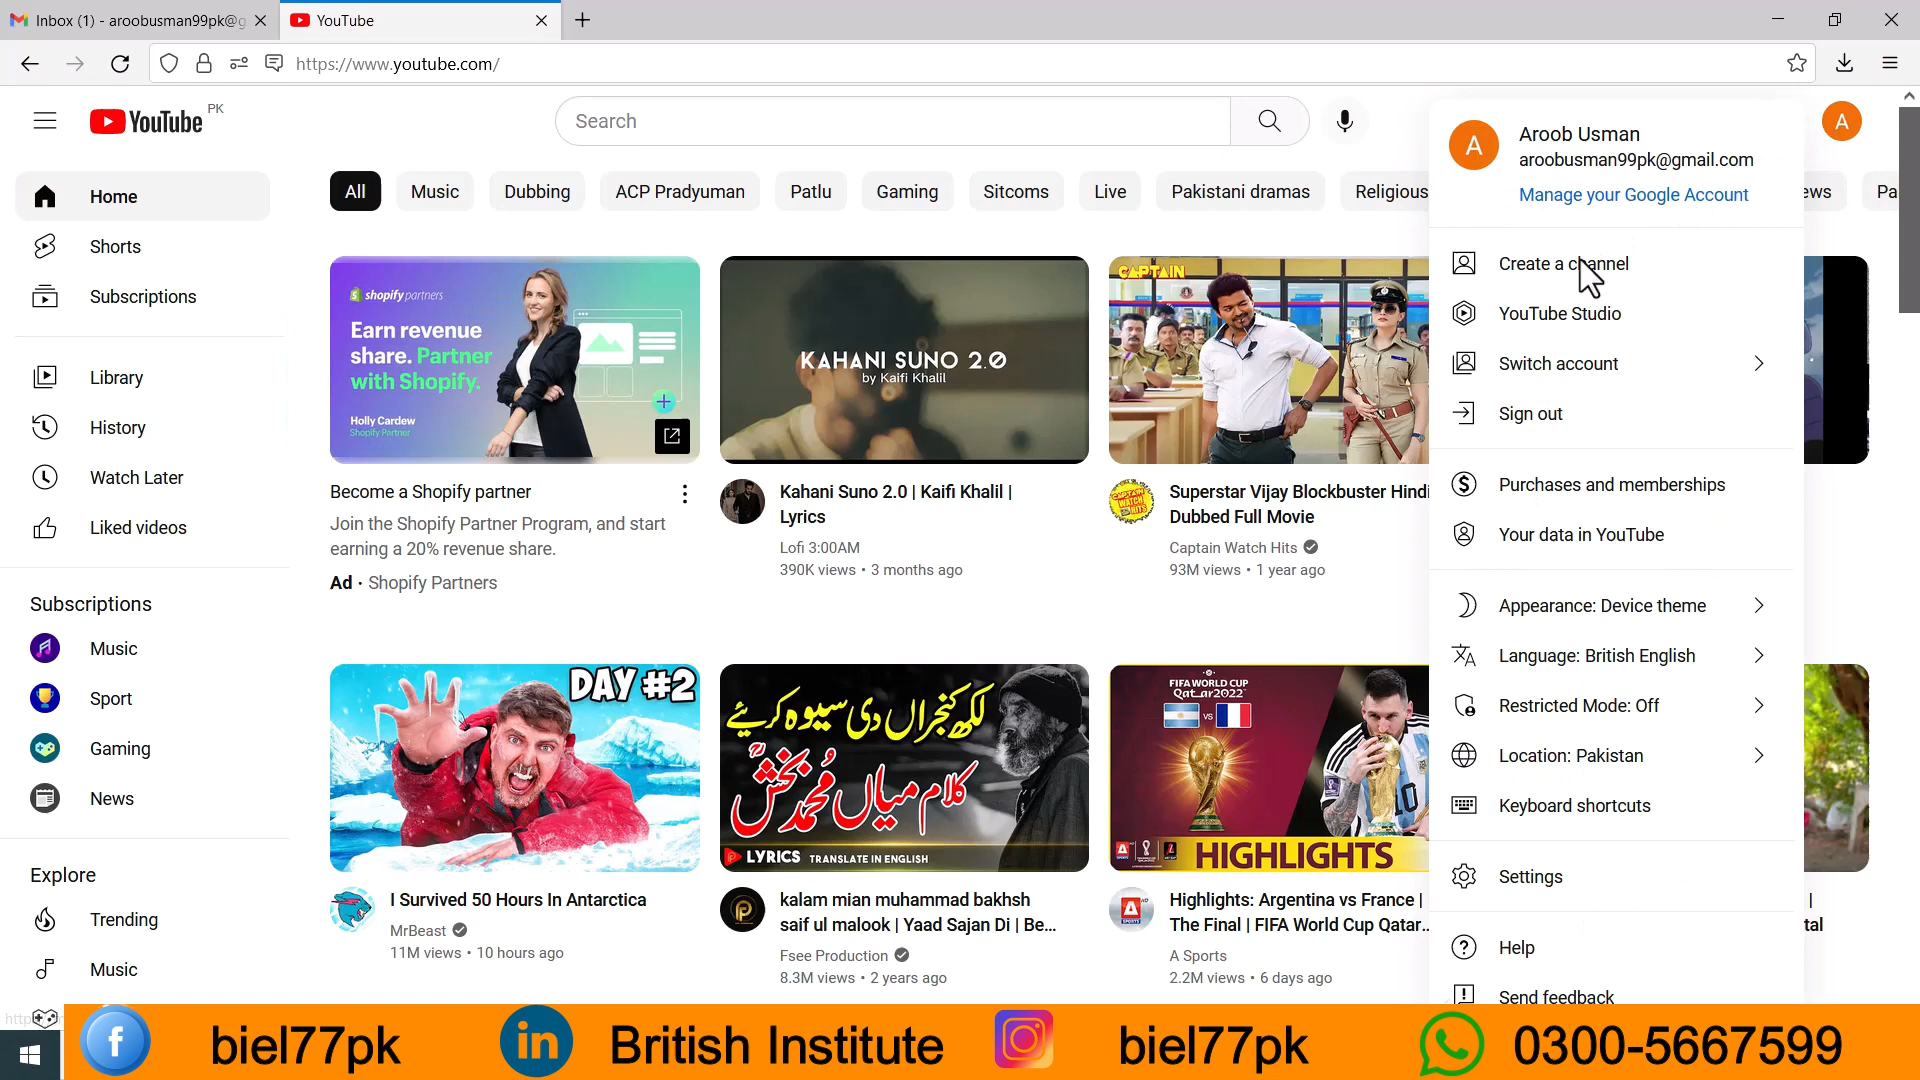 Inbox (1) - aroobusman99pk@g
YouTube
https://www.youtube.com/
YouTube PK
Search
A
Home
Shorts
Subscriptions
Library
History
Watch Later
Liked videos
Subscriptions
Music
Sport
Gaming
News
Explore
Trending
Music
All
Music
Dubbing
ACP Pradyuman
Patlu
Gaming
Sitcoms
Live
Pakistani dramas
Religious
ews
Pa
shopify partners
Earn revenue
share. Partner
with Shopify.
Holly Cardew
Shopify Partner
Become a Shopify partner
Join the Shopify Partner Program, and start
earning a 20% revenue share.
Ad · Shopify Partners
KAHANI SUNO 2.0
by Kaifi Khalil
Kahani Suno 2.0 | Kaifi Khalil |
Lyrics
Lofi 3:00AM
390K views • 3 months ago
CAPTAIN
Superstar Vijay Blockbuster Hindi
Dubbed Full Movie
Captain Watch Hits
93M views • 1 year ago
DAY #2
I Survived 50 Hours In Antarctica
MrBeast
11M views • 10 hours ago
لکھ کنجراں دی سیوہ کریئے
کلام میاں مُحمد بخشؒ
LYRICS TRANSLATE IN ENGLISH
kalam mian muhammad bakhsh
saif ul malook | Yaad Sajan Di | Be...
Fsee Production
8.3M views • 2 years ago
FIFA WORLD CUP
Qatar2022
VS
10
HIGHLIGHTS
Highlights: Argentina vs France |
The Final | FIFA World Cup Qatar...
A Sports
2.2M views • 6 days ago
|
tal
A
Aroob Usman
aroobusman99pk@gmail.com
Manage your Google Account
Create a channel
YouTube Studio
Switch account
Sign out
Purchases and memberships
Your data in YouTube
Appearance: Device theme
Language: British English
Restricted Mode: Off
Location: Pakistan
Keyboard shortcuts
Settings
Help
Send feedback
biel77pk
in British Institute
biel77pk
0300-5667599